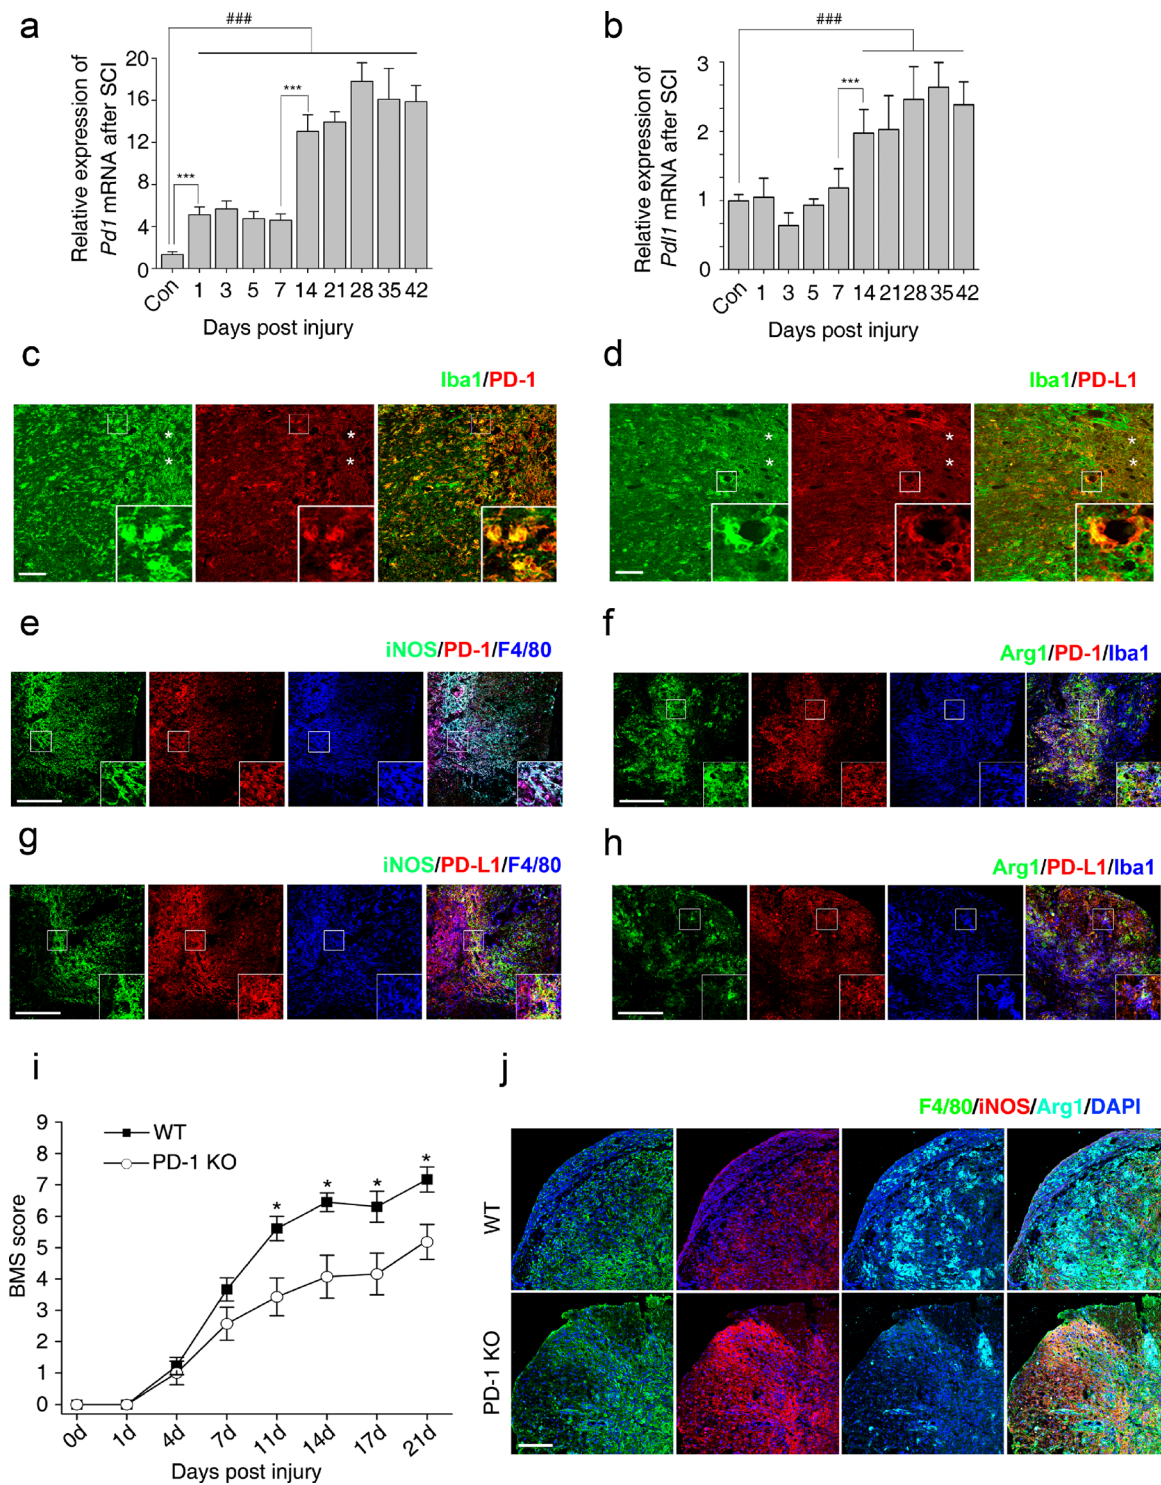 a
###
Relative expression of
Pd1 mRNA after SCI
20
16
12
8
4
0
***
***
Con 1 3 5 7 14 21 28 35 42
Days post injury
b
###
Relative expression of
Pdl1 mRNA after SCI
3
2
1
0
***
Con 1 3 5 7 14 21 28 35 42
Days post injury
c
Iba1/PD-1
*
*
*
*
d
Iba1/PD-L1
*
*
*
*
*
*
e
iNOS/PD-1/F4/80
f
Arg1/PD-1/Iba1
g
iNOS/PD-L1/F4/80
h
Arg1/PD-L1/Iba1
i
BMS score
9
8
7
6
5
4
3
2
1
0
WT
PD-1 KO
* * * *
0d 1d 4d 7d 11d 14d 17d 21d
Days post injury
j
F4/80/iNOS/Arg1/DAPI
WT
PD-1 KO